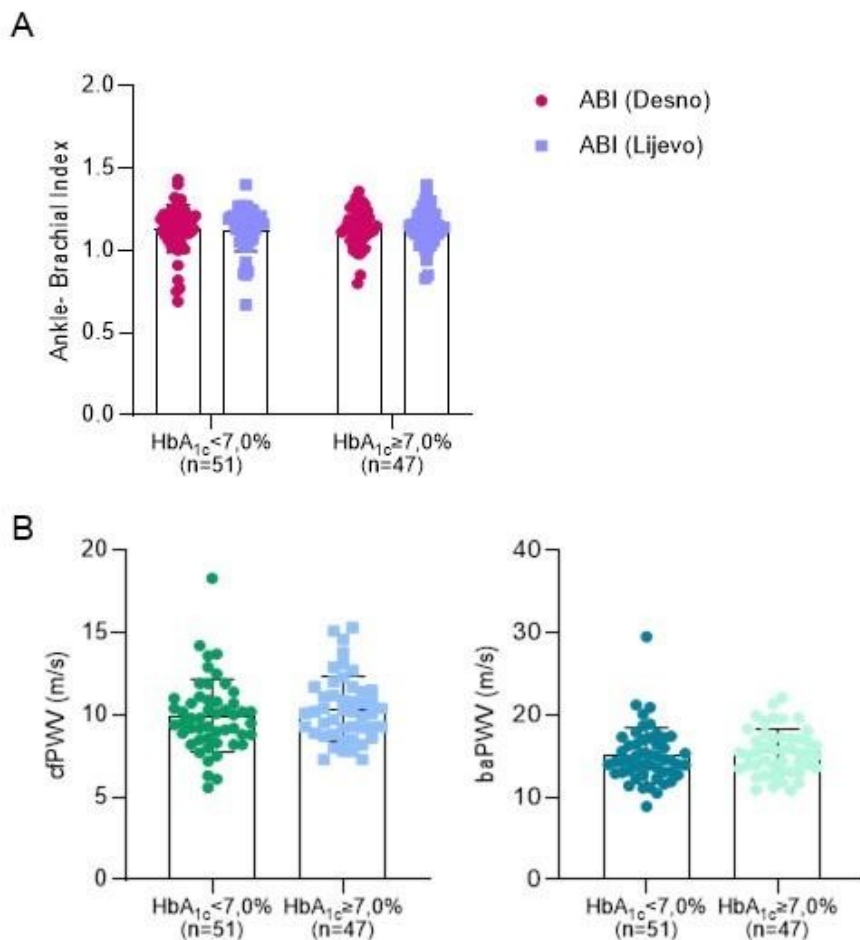 A
Ankle- Brachial Index
2.0
1.5
1.0
0.5
0.0
HbA1c<7,0%
(n=51)
HbA1c≥7,0%
(n=47)
ABI (Desno)
ABI (Lijevo)
B
cfPWV (m/s)
20
15
10
5
0
HbA1c<7,0%
(n=51)
HbA1c≥7,0%
(n=47)
baPWV (m/s)
40
30
20
10
0
HbA1c<7,0%
(n=51)
HbA1c≥7,0%
(n=47)